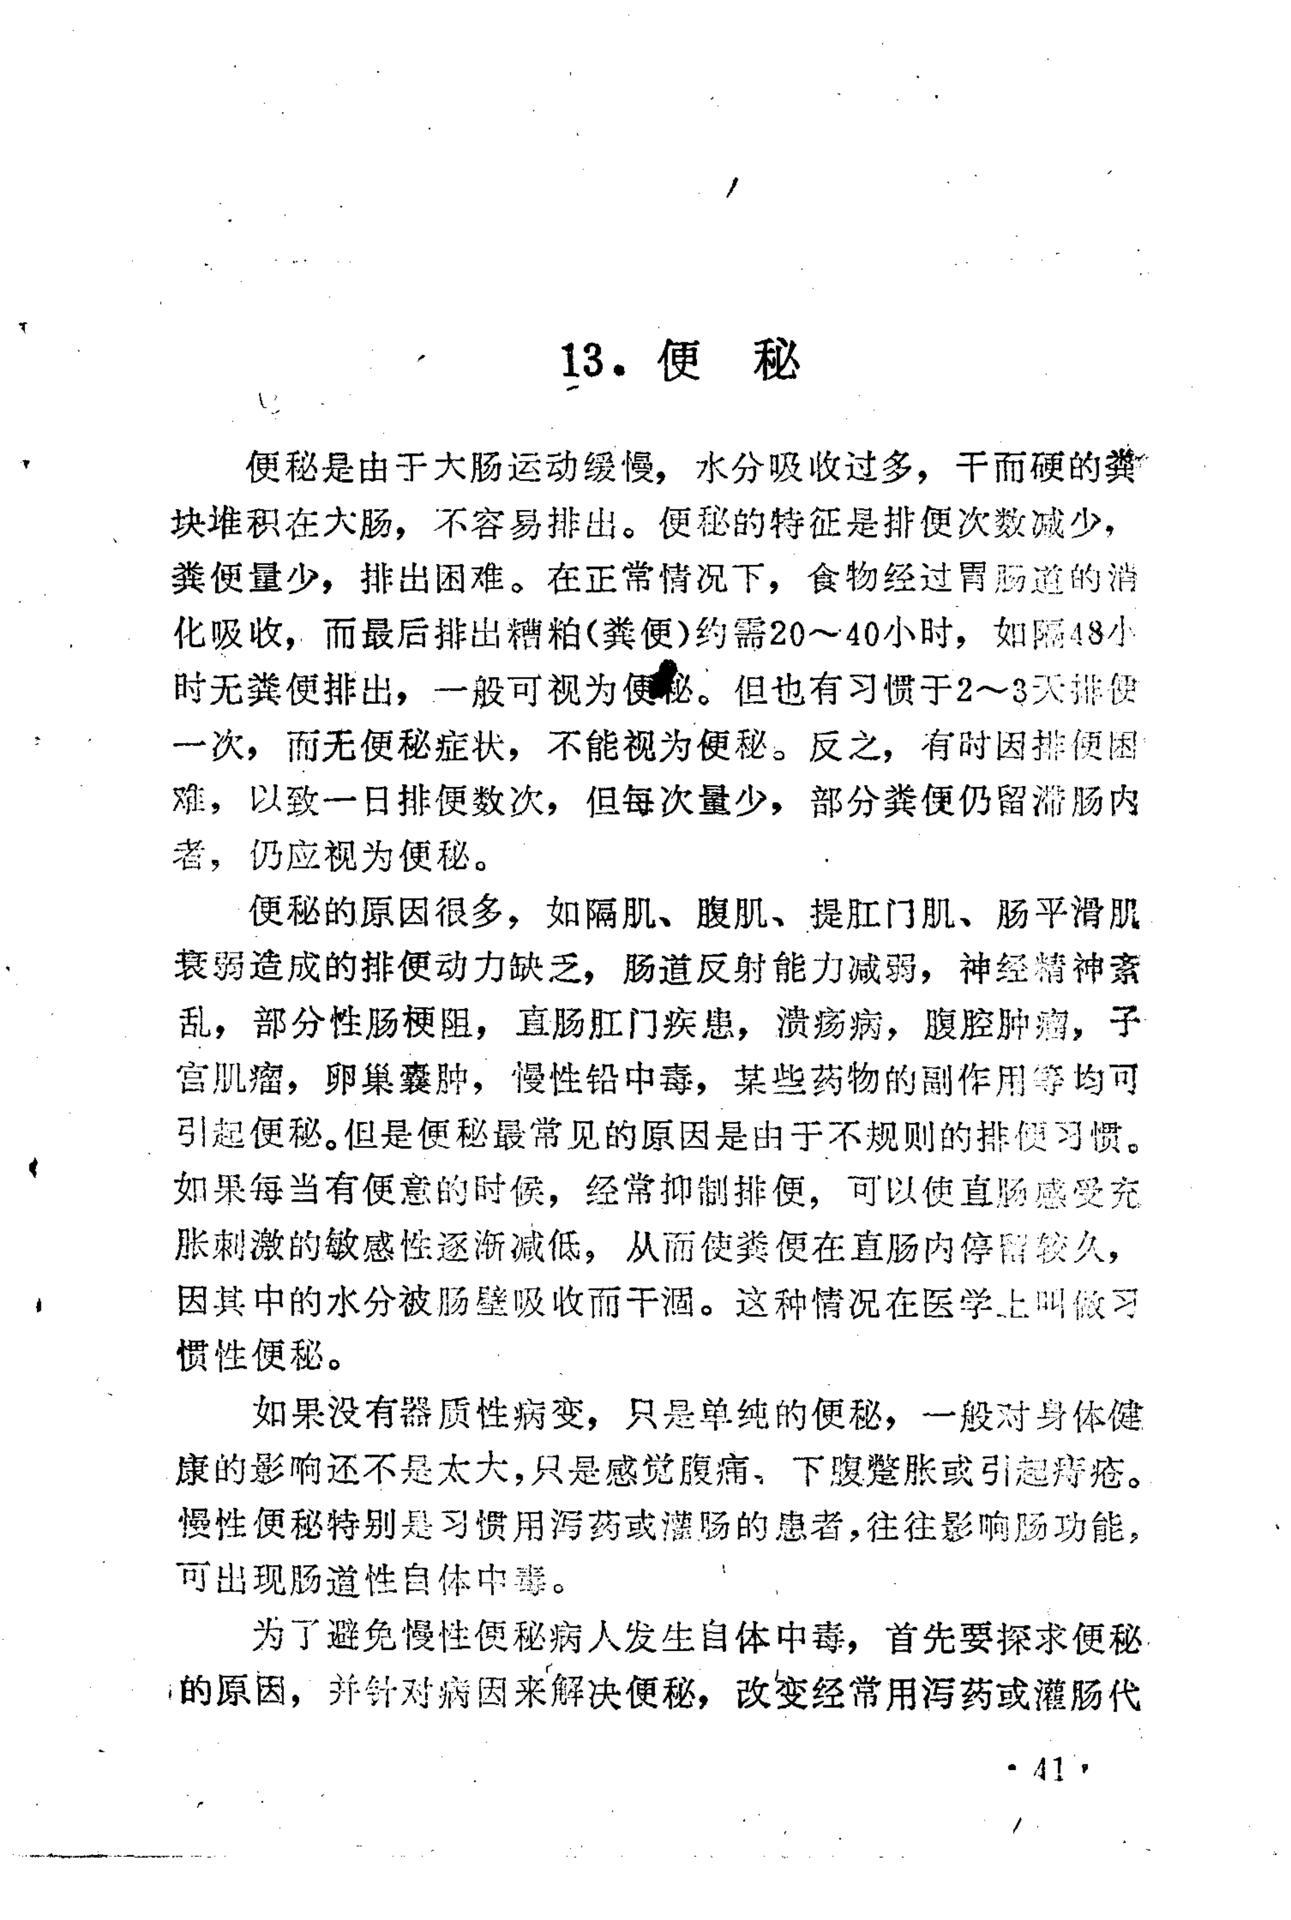 13.便 秘
便秘是由于大肠运动缓慢，水分吸收过多，干而硬的粪
块堆积在大肠，不容易排出。便秘的特征是排便次数减少，
粪便量少，排出困难。在正常情况下，食物经过胃肠道的消
化吸收，而最后排出糟粕(粪便)约需20～40小时，如隔48小
时无粪便排出，一般可视为便秘。但也有习惯于2～3天排便
一次，而无便秘症状，不能视为便秘。反之，有时因排便困
难，以致一日排便数次，但每次量少，部分粪便仍留滞肠内
者，仍应视为便秘。
便秘的原因很多，如隔肌、腹肌、提肛门肌、肠平滑肌
衰弱造成的排便动力缺乏，肠道反射能力减弱，神经精神紊
乱，部分性肠梗阻，直肠肛门疾患，溃疡病，腹腔肿瘤，子
宫肌瘤，卵巢囊肿，慢性铅中毒，某些药物的副作用等均可
引起便秘。但是便秘最常见的原因是由于不规则的排便习惯。
如果每当有便意的时候，经常抑制排便，可以使直肠感受充
胀刺激的敏感性逐渐减低，从而使粪便在直肠内停留较久，
因其中的水分被肠壁吸收而干涸。这种情况在医学上叫做习
惯性便秘。
如果没有器质性病变，只是单纯的便秘，一般对身体健
康的影响还不是太大，只是感觉腹痛、下腹蹩胀或引起痔疮。
慢性便秘特别是习惯用泻药或灌肠的患者，往往影响肠功能，
可出现肠道性自体中毒。
为了避免慢性便秘病人发生自体中毒，首先要探求便秘
的原因，并针对病因来解决便秘，改变经常用泻药或灌肠代
·41·